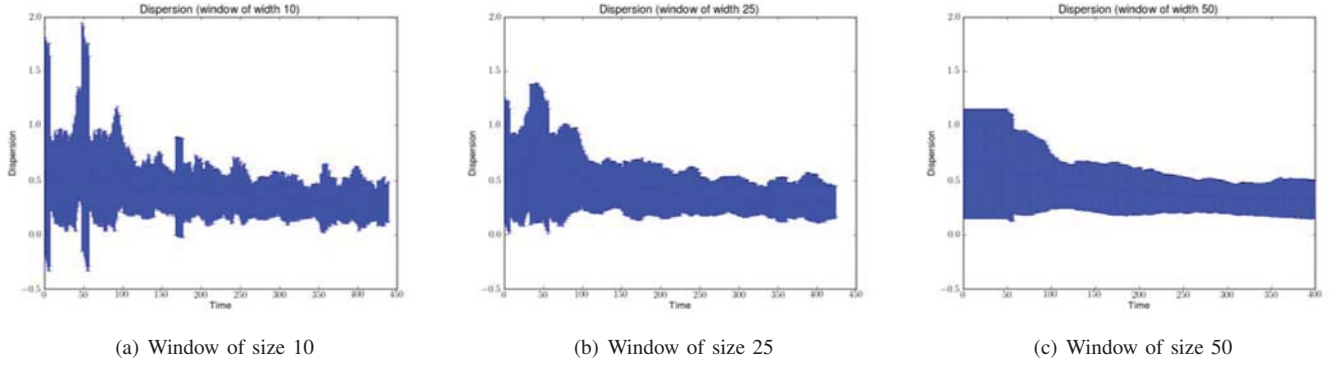 Dispersion (window of width 10)
2.0
1.5
1.0
0.5
0.0
−0.5
Dispersion
0 50 100 150 200 250 300 350 400 450
Time
(a) Window of size 10
Dispersion (window of width 25)
2.0
1.5
1.0
0.5
0.0
−0.5
Dispersion
0 50 100 150 200 250 300 350 400 450
Time
(b) Window of size 25
Dispersion (window of width 50)
2.0
1.5
1.0
0.5
0.0
−0.5
Dispersion
0 50 100 150 200 250 300 350 400
Time
(c) Window of size 50